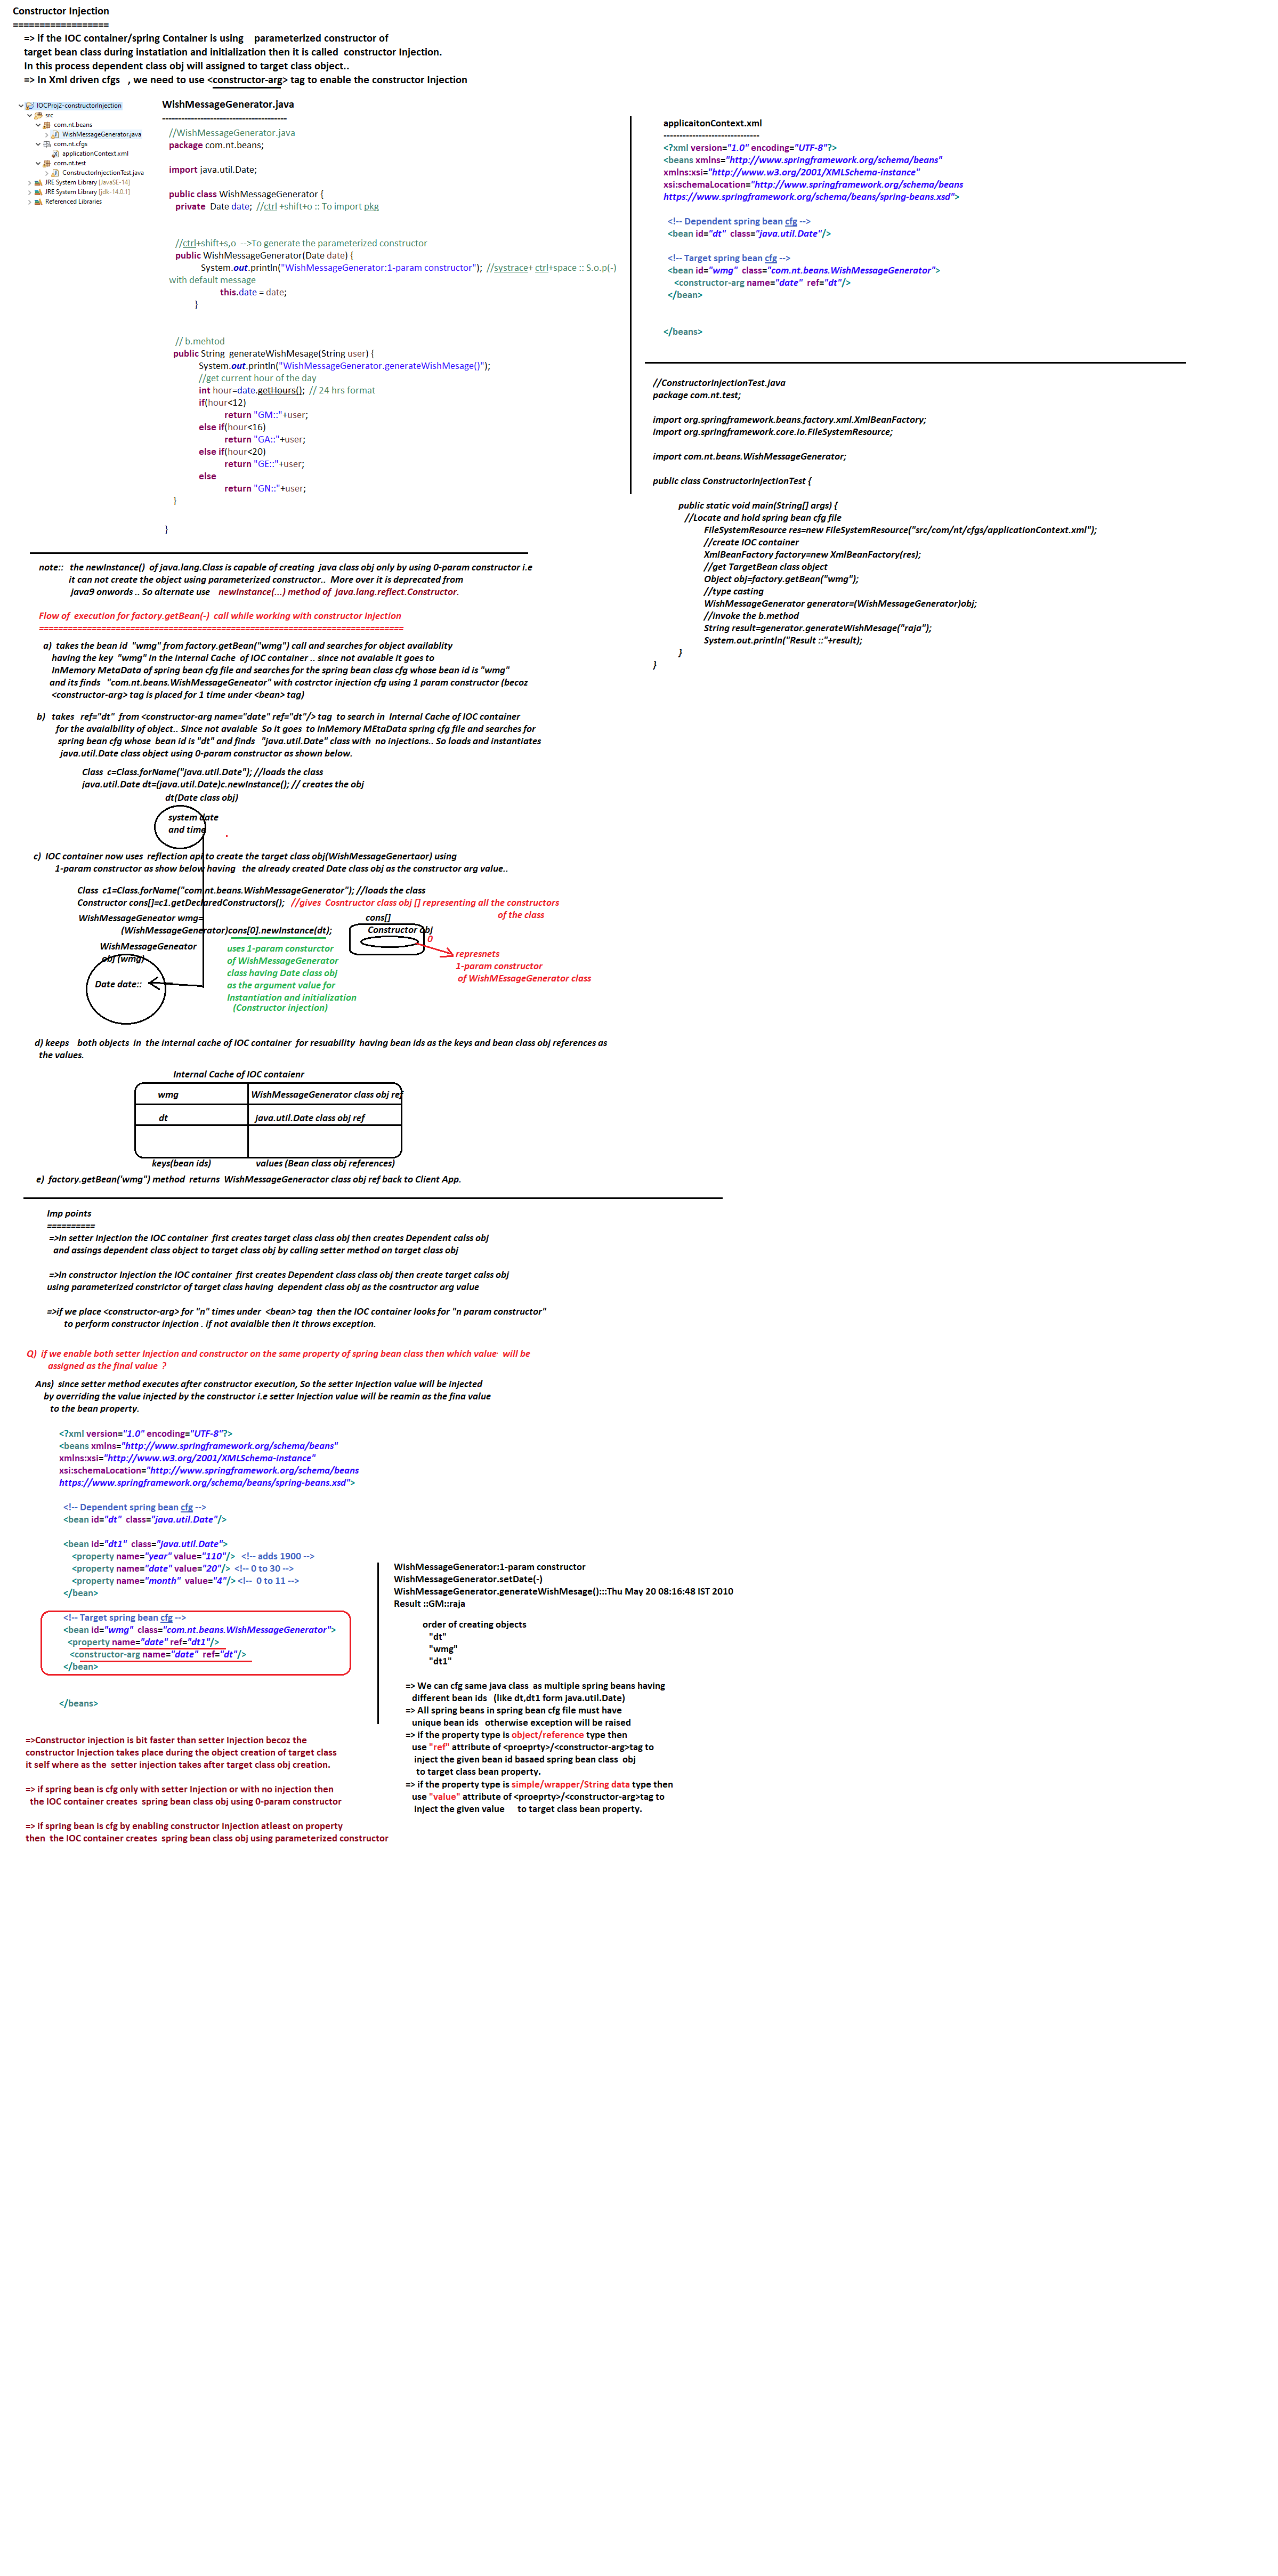 Constructor Injection
==================
=> if the IOC container/spring Container is using parameterized constructor of
target bean class during instatiation and initialization then it is called constructor Injection.
In this process dependent class obj will assigned to target class object..
=> In Xml driven cfgs , we need to use <constructor-arg> tag to enable the constructor Injection
IOCProj2-constructorInjection
src
com.nt.beans
WishMessageGenerator.java
com.nt.cfgs
applicationContext.xml
com.nt.test
ConstructorInjectionTest.java
JRE System Library [JavaSE-14]
JRE System Library [jdk-14.0.1]
Referenced Libraries
WishMessageGenerator.java
---------------------------------------
//WishMessageGenerator.java
package com.nt.beans;
import java.util.Date;
public class WishMessageGenerator {
private Date date; //ctrl +shift+o :: To import pkg
//ctrl+shift+s,o -->To generate the parameterized constructor
public WishMessageGenerator(Date date) {
System.out.println("WishMessageGenerator:1-param constructor"); //systrace+ ctrl+space :: S.o.p(-)
with default message
this.date = date;
}
// b.mehtod
public String generateWishMesage(String user) {
System.out.println("WishMessageGenerator.generateWishMesage()");
//get current hour of the day
int hour=date.getHours(); // 24 hrs format
if(hour<12)
return "GM::"+user;
else if(hour<16)
return "GA::"+user;
else if(hour<20)
return "GE::"+user;
else
return "GN::"+user;
}
}
applicaitonContext.xml
------------------------------
<?xml version="1.0" encoding="UTF-8"?>
<beans xmlns="http://www.springframework.org/schema/beans"
xmlns:xsi="http://www.w3.org/2001/XMLSchema-instance"
xsi:schemaLocation="http://www.springframework.org/schema/beans
https://www.springframework.org/schema/beans/spring-beans.xsd">
<!-- Dependent spring bean cfg -->
<bean id="dt" class="java.util.Date"/>
<!-- Target spring bean cfg -->
<bean id="wmg" class="com.nt.beans.WishMessageGenerator">
<constructor-arg name="date" ref="dt"/>
</bean>
</beans>
//ConstructorInjectionTest.java
package com.nt.test;
import org.springframework.beans.factory.xml.XmlBeanFactory;
import org.springframework.core.io.FileSystemResource;
import com.nt.beans.WishMessageGenerator;
public class ConstructorInjectionTest {
public static void main(String[] args) {
//Locate and hold spring bean cfg file
FileSystemResource res=new FileSystemResource("src/com/nt/cfgs/applicationContext.xml");
//create IOC container
XmlBeanFactory factory=new XmlBeanFactory(res);
//get TargetBean class object
Object obj=factory.getBean("wmg");
//type casting
WishMessageGenerator generator=(WishMessageGenerator)obj;
//invoke the b.method
String result=generator.generateWishMesage("raja");
System.out.println("Result ::"+result);
}
}
note:: the newInstance() of java.lang.Class is capable of creating java class obj only by using 0-param constructor i.e
it can not create the object using parameterized constructor.. More over it is deprecated from
java9 onwords .. So alternate use newInstance(...) method of java.lang.reflect.Constructor.
Flow of execution for factory.getBean(-) call while working with constructor Injection
============================================================================
a) takes the bean id "wmg" from factory.getBean("wmg") call and searches for object availablity
having the key "wmg" in the internal Cache of IOC container .. since not avaiable it goes to
InMemory MetaData of spring bean cfg file and searches for the spring bean class cfg whose bean id is "wmg"
and its finds "com.nt.beans.WishMessageGeneator" with costrctor injection cfg using 1 param constructor (becoz
<constructor-arg> tag is placed for 1 time under <bean> tag)
b) takes ref="dt" from <constructor-arg name="date" ref="dt"/> tag to search in Internal Cache of IOC container
for the avaialbility of object.. Since not avaiable So it goes to InMemory MEtaData spring cfg file and searches for
spring bean cfg whose bean id is "dt" and finds "java.util.Date" class with no injections.. So loads and instantiates
java.util.Date class object using 0-param constructor as shown below.
Class c=Class.forName("java.util.Date"); //loads the class
java.util.Date dt=(java.util.Date)c.newInstance(); // creates the obj
dt(Date class obj)
system date
and time
c) IOC container now uses reflection api to create the target class obj(WishMessageGenertaor) using
1-param constructor as show below having the already created Date class obj as the constructor arg value..
Class c1=Class.forName("com.nt.beans.WishMessageGenerator"); //loads the class
Constructor cons[]=c1.getDeclaredConstructors(); //gives Cosntructor class obj [] representing all the constructors
of the class
WishMessageGeneator wmg=
(WishMessageGenerator)cons[0].newInstance(dt);
cons[]
Constructor obj
0
represnets
1-param constructor
of WishMEssageGenerator class
WishMessageGeneator
obj (wmg)
Date date::
uses 1-param consturctor
of WishMessageGenerator
class having Date class obj
as the argument value for
Instantiation and initialization
(Constructor injection)
d) keeps both objects in the internal cache of IOC container for resuability having bean ids as the keys and bean class obj references as
the values.
Internal Cache of IOC contaienr
wmg WishMessageGenerator class obj ref
dt java.util.Date class obj ref
keys(bean ids) values (Bean class obj references)
e) factory.getBean('wmg") method returns WishMessageGeneractor class obj ref back to Client App.
Imp points
==========
=>In setter Injection the IOC container first creates target class class obj then creates Dependent calss obj
and assings dependent class object to target class obj by calling setter method on target class obj
=>In constructor Injection the IOC container first creates Dependent class class obj then create target calss obj
using parameterized constrictor of target class having dependent class obj as the cosntructor arg value
=>if we place <constructor-arg> for "n" times under <bean> tag then the IOC container looks for "n param constructor"
to perform constructor injection . if not avaialble then it throws exception.
Q) if we enable both setter Injection and constructor on the same property of spring bean class then which value will be
assigned as the final value ?
Ans) since setter method executes after constructor execution, So the setter Injection value will be injected
by overriding the value injected by the constructor i.e setter Injection value will be reamin as the fina value
to the bean property.
<?xml version="1.0" encoding="UTF-8"?>
<beans xmlns="http://www.springframework.org/schema/beans"
xmlns:xsi="http://www.w3.org/2001/XMLSchema-instance"
xsi:schemaLocation="http://www.springframework.org/schema/beans
https://www.springframework.org/schema/beans/spring-beans.xsd">
<!-- Dependent spring bean cfg -->
<bean id="dt" class="java.util.Date"/>
<bean id="dt1" class="java.util.Date">
<property name="year" value="110"/> <!-- adds 1900 -->
<property name="date" value="20"/> <!-- 0 to 30 -->
<property name="month" value="4"/> <!-- 0 to 11 -->
</bean>
<!-- Target spring bean cfg -->
<bean id="wmg" class="com.nt.beans.WishMessageGenerator">
<property name="date" ref="dt1"/>
<constructor-arg name="date" ref="dt"/>
</bean>
</beans>
WishMessageGenerator:1-param constructor
WishMessageGenerator.setDate(-)
WishMessageGenerator.generateWishMesage():::Thu May 20 08:16:48 IST 2010
Result ::GM::raja
order of creating objects
"dt"
"wmg"
"dt1"
=> We can cfg same java class as multiple spring beans having
different bean ids (like dt,dt1 form java.util.Date)
=> All spring beans in spring bean cfg file must have
unique bean ids otherwise exception will be raised
=> if the property type is object/reference type then
use "ref" attribute of <proeprty>/<constructor-arg>tag to
inject the given bean id basaed spring bean class obj
to target class bean property.
=> if the property type is simple/wrapper/String data type then
use "value" attribute of <proeprty>/<constructor-arg>tag to
inject the given value to target class bean property.
=>Constructor injection is bit faster than setter Injection becoz the
constructor Injection takes place during the object creation of target class
it self where as the setter injection takes after target class obj creation.
=> if spring bean is cfg only with setter Injection or with no injection then
the IOC container creates spring bean class obj using 0-param constructor
=> if spring bean is cfg by enabling constructor Injection atleast on property
then the IOC container creates spring bean class obj using parameterized constructor